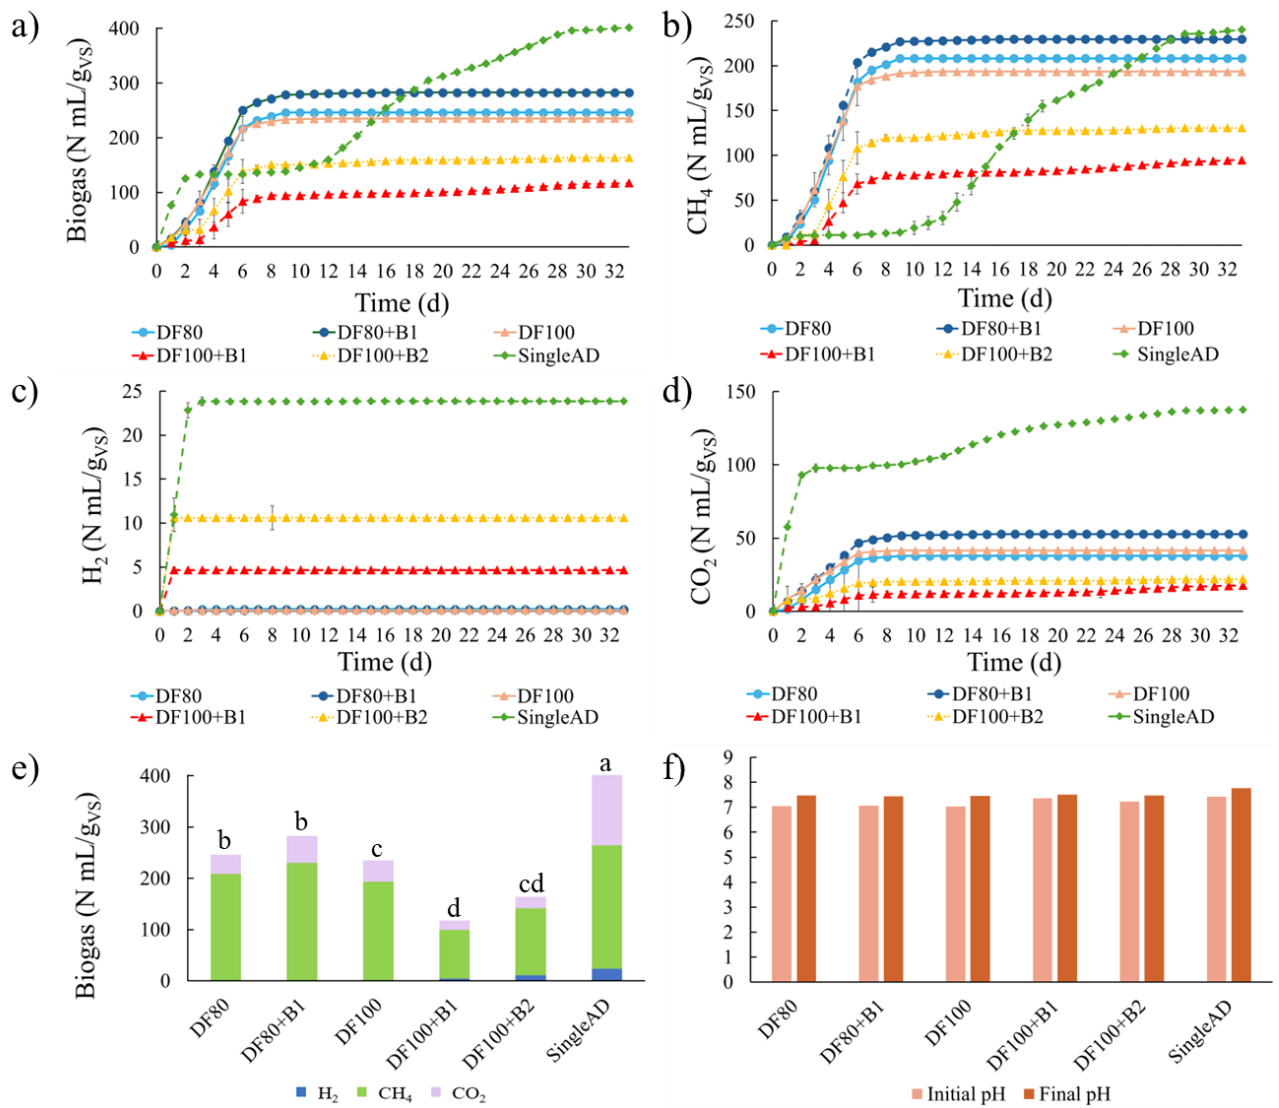 a)
Biogas (N mL/gVS)
400
300
200
100
0
0 2 4 6 8 10 12 14 16 18 20 22 24 26 28 30 32
Time (d)
DF80 DF80+B1 DF100
DF100+B1 DF100+B2 SingleAD
b)
CH4 (N mL/gVS)
250
200
150
100
50
0
0 2 4 6 8 10 12 14 16 18 20 22 24 26 28 30 32
Time (d)
DF80 DF80+B1 DF100
DF100+B1 DF100+B2 SingleAD
c)
H2 (N mL/gVS)
25
20
15
10
5
0
0 2 4 6 8 10 12 14 16 18 20 22 24 26 28 30 32
Time (d)
DF80 DF80+B1 DF100
DF100+B1 DF100+B2 SingleAD
d)
CO2 (N mL/gVS)
150
100
50
0
0 2 4 6 8 10 12 14 16 18 20 22 24 26 28 30 32
Time (d)
DF80 DF80+B1 DF100
DF100+B1 DF100+B2 SingleAD
e)
Biogas (N mL/gVS)
400
300
200
100
0
b b c d cd a
DF80 DF80+B1 DF100 DF100+B1 DF100+B2 SingleAD
H2 CH4 CO2
f)
9
8
7
6
5
4
3
2
1
0
DF80 DF80+B1 DF100 DF100+B1 DF100+B2 SingleAD
Initial pH Final pH